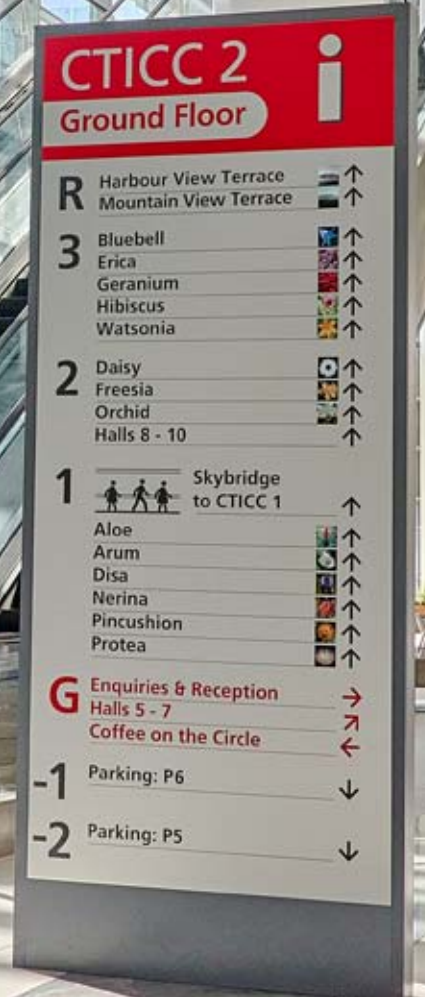 CTICC 2
i
Ground Floor
R
Harbour View Terrace ↑
Mountain View Terrace ↑
3
Bluebell ↑
Erica ↑
Geranium ↑
Hibiscus ↑
Watsonia ↑
2
Daisy ↑
Freesia ↑
Orchid ↑
Halls 8 - 10 ↑
1
Skybridge
to CTICC 1 ↑
Aloe ↑
Arum ↑
Disa ↑
Nerina ↑
Pincushion ↑
Protea ↑
G
Enquiries & Reception →
Halls 5 - 7 ↗
Coffee on the Circle ←
-1 Parking: P6 ↓
-2 Parking: P5 ↓